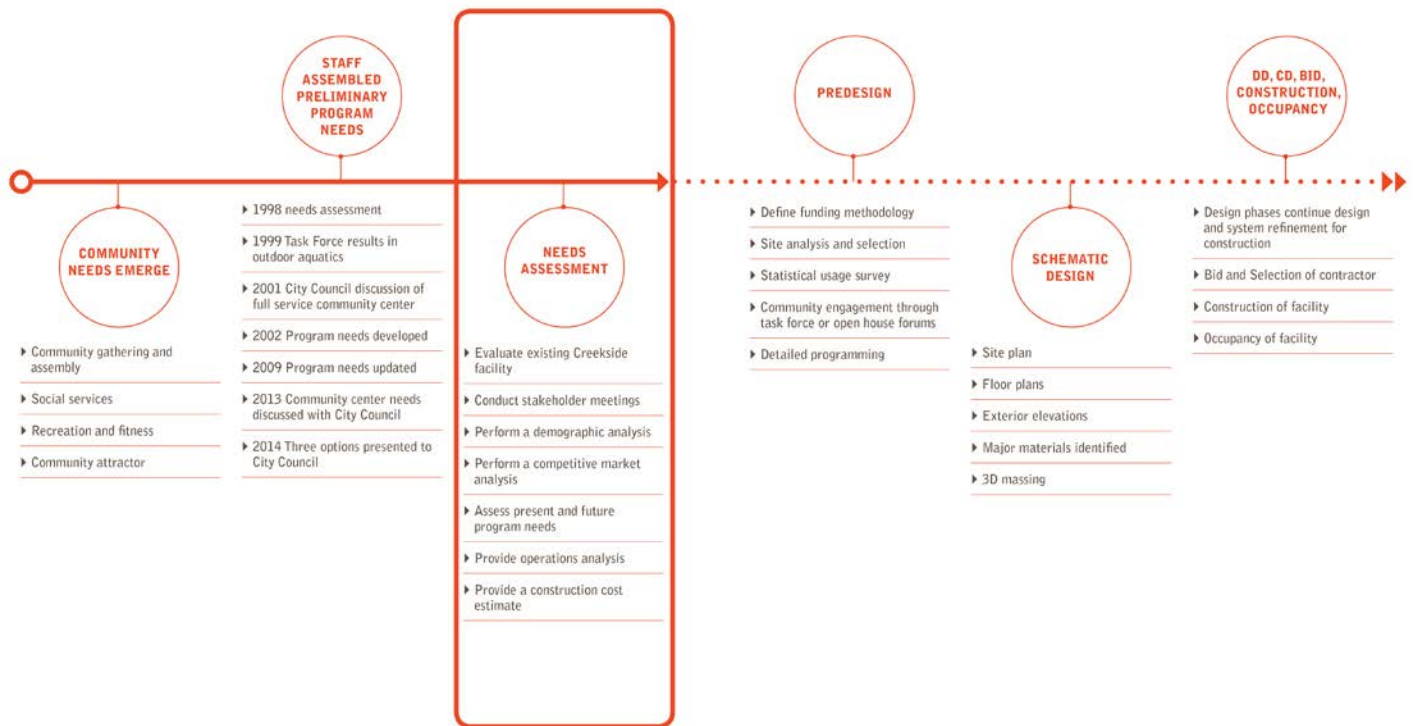 COMMUNITY
NEEDS EMERGE
Community gathering and
assembly
Social services
Recreation and fitness
Community attractor
STAFF
ASSEMBLED
PRELIMINARY
PROGRAM
NEEDS
1998 needs assessment
1999 Task Force results in
outdoor aquatics
2001 City Council discussion of
full service community center
2002 Program needs developed
2009 Program needs updated
2013 Community center needs
discussed with City Council
2014 Three options presented to
City Council
NEEDS
ASSESSMENT
Evaluate existing Creekside
facility
Conduct stakeholder meetings
Perform a demographic analysis
Perform a competitive market
analysis
Assess present and future
program needs
Provide operations analysis
Provide a construction cost
estimate
PREDESIGN
Define funding methodology
Site analysis and selection
Statistical usage survey
Community engagement through
task force or open house forums
Detailed programming
SCHEMATIC
DESIGN
Site plan
Floor plans
Exterior elevations
Major materials identified
3D massing
DD, CD, BID,
CONSTRUCTION,
OCCUPANCY
Design phases continue design
and system refinement for
construction
Bid and Selection of contractor
Construction of facility
Occupancy of facility